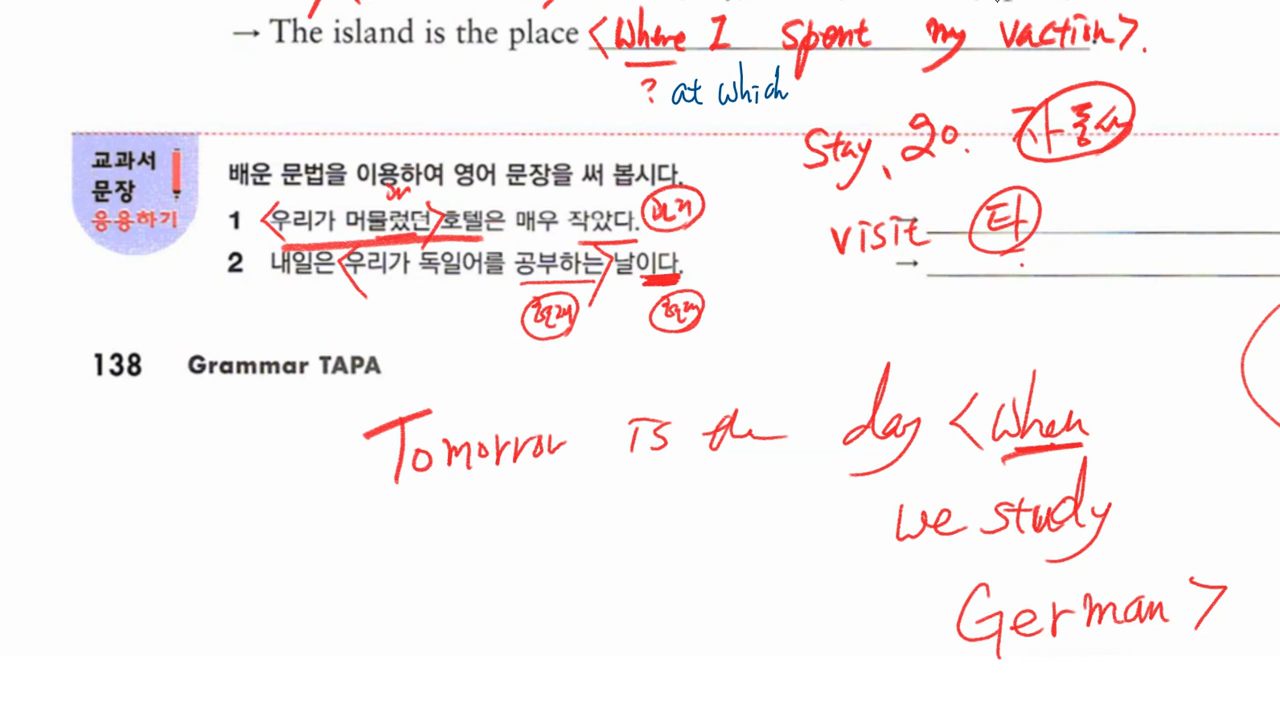 → The island is the place <Where I spent my vactish>.
? at which
stay, go. 자동사
교과서
문장
응용하기
배운 문법을 이용하여 영어 문장을 써 봅시다.
1 <우리가 머물렀던> 호텔은 매우 작았다. 과거
visit 타
2 내일은 <우리가 독일어를 공부하는> 날이다.
→
현재 현재
138 Grammar TAPA
Tomorrow is the day <When
we study
German>